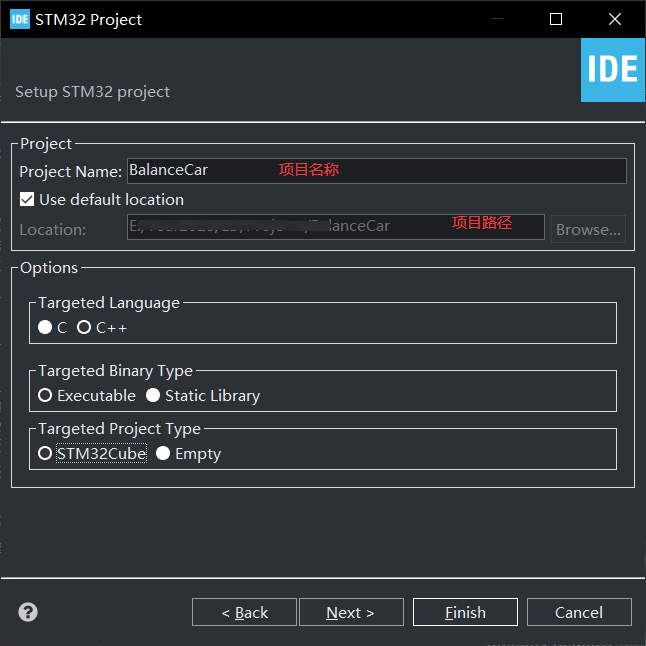 IDE STM32 Project
IDE
Setup STM32 project
Project
Project Name: BalanceCar 项目名称
Use default location
Location: alanceCar 项目路径 Browse...
Options
Targeted Language
C C++
Targeted Binary Type
Executable Static Library
Targeted Project Type
STM32Cube Empty
? < Back Next > Finish Cancel